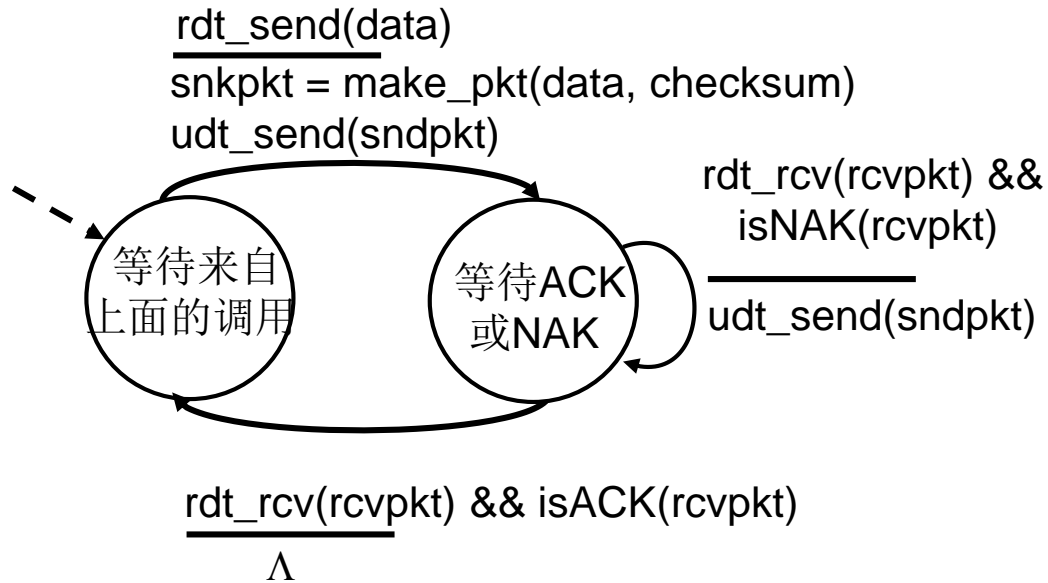 rdt_send(data)
snkpkt = make_pkt(data, checksum)
udt_send(sndpkt)
rdt_rcv(rcvpkt) &&
isNAK(rcvpkt)
udt_send(sndpkt)
等待来自
上面的调用
等待ACK
或NAK
rdt_rcv(rcvpkt) && isACK(rcvpkt)
Λ